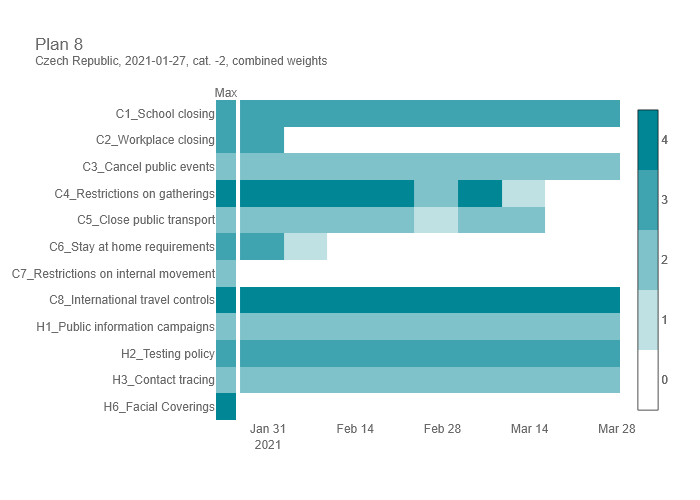 Plan 8
Czech Republic, 2021-01-27, cat. -2, combined weights
Max
C1_School closing
C2_Workplace closing
C3_Cancel public events
C4_Restrictions on gatherings
C5_Close public transport
C6_Stay at home requirements
C7_Restrictions on internal movement
C8_International travel controls
H1_Public information campaigns
H2_Testing policy
H3_Contact tracing
H6_Facial Coverings
4
3
2
1
0
Jan 31 Feb 14 Feb 28 Mar 14 Mar 28
2021